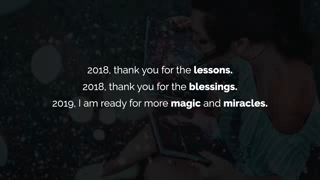 2018, thank you for the lessons.
2018, thank you for the blessings.
2019, I am ready for more magic and miracles.